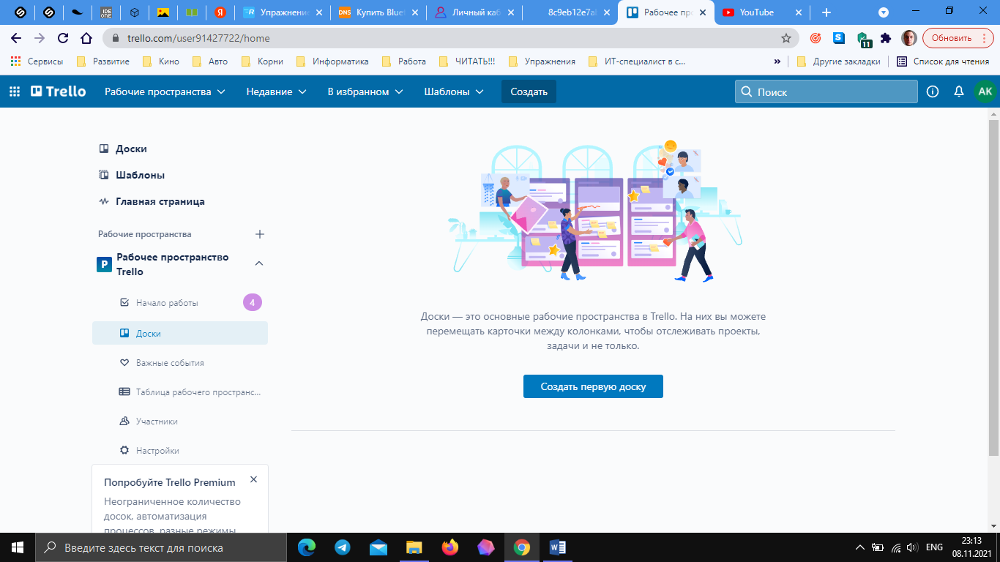 Упражнение
Купить Blue
Личный каб
8c9eb12e7a
Рабочее про
YouTube
trello.com/user91427722/home
11
Обновить
Сервисы
Развитие
Кино
Авто
Корни
Информатика
Работа
ЧИТАТЬ!!!
Упражнения
ИТ-специалист в с...
»
Другие закладки
Список для чтения
Trello
Рабочие пространства
Недавние
В избранном
Шаблоны
Создать
Поиск
АК
Доски
Шаблоны
Главная страница
Рабочие пространства
Р
Рабочее пространство
Trello
Начало работы
4
Доски
Важные события
Таблица рабочего пространс...
Участники
Настройки
Попробуйте Trello Premium
Неограниченное количество
досок, автоматизация
процессов, разные режимы
Доски — это основные рабочие пространства в Trello. На них вы можете
перемещать карточки между колонками, чтобы отслеживать проекты,
задачи и не только.
Создать первую доску
Введите здесь текст для поиска
ENG
23:13
08.11.2021